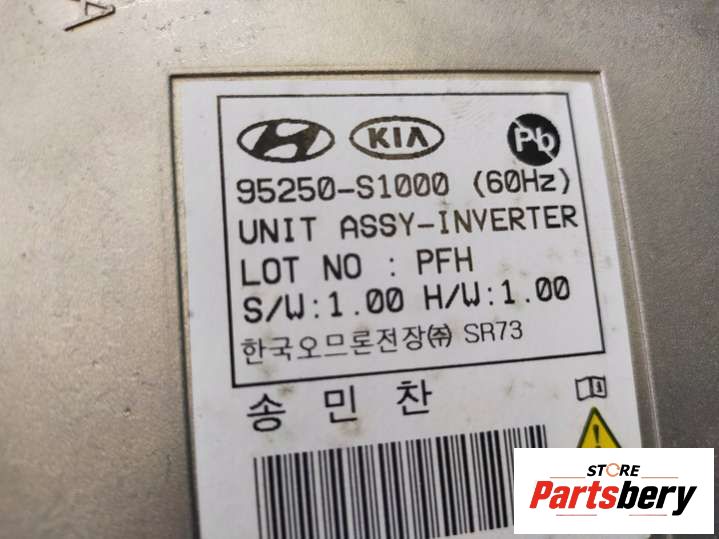 KIA Pb
95250-S1000 (60Hz)
UNIT ASSY-INVERTER
LOT NO : PFH
S/W:1.00 H/W:1.00
한국오므론전장㈜ SR73
송 민 찬
STORE
Partsbery